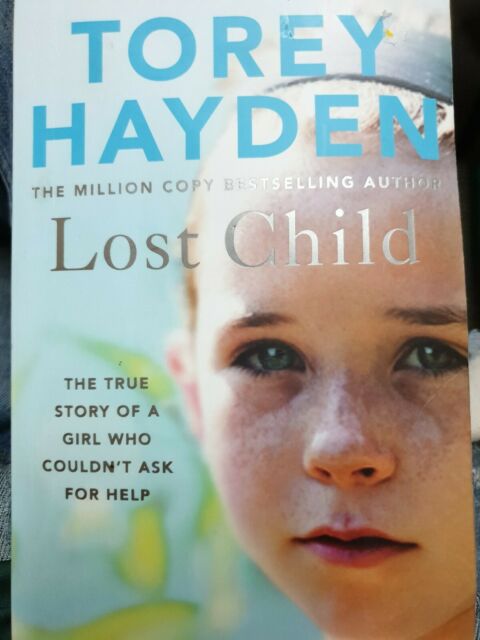 TOREY
HAYDEN
THE MILLION COPY BESTSELLING AUTHOR
Lost Child
THE TRUE
STORY OF A
GIRL WHO
COULDN'T ASK
FOR HELP